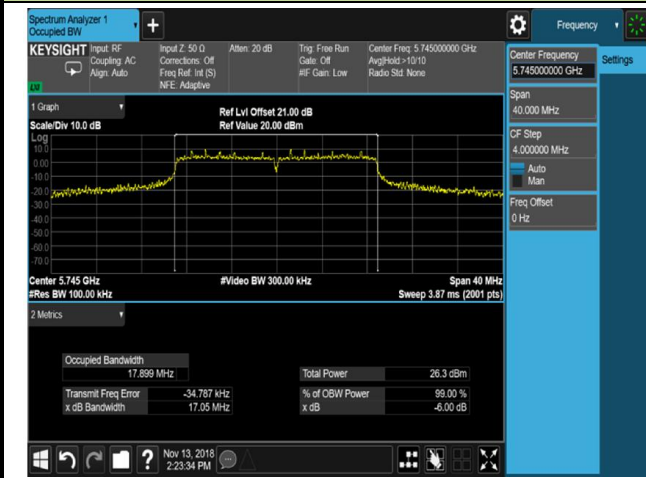 Spectrum Analyzer 1
Occupied BW
Frequency
KEYSIGHT
Input: RF
Coupling: AC
Align: Auto
Input Z: 50 Ω
Corrections: Off
Freq Ref: Int (S)
NFE: Adaptive
Atten: 20 dB
Trig: Free Run
Gate: Off
#IF Gain: Low
Center Freq: 5.745000000 GHz
Avg|Hold:>10/10
Radio Std: None
LXI
Center Frequency
5.745000000 GHz
Settings
Span
40.000 MHz
CF Step
4.000000 MHz
Auto
Man
Freq Offset
0 Hz
1 Graph
Scale/Div 10.0 dB
Ref Lvl Offset 21.00 dB
Ref Value 20.00 dBm
Log
10.0
0.00
-10.0
-20.0
-30.0
-40.0
-50.0
-60.0
-70.0
Center 5.745 GHz
#Res BW 100.00 kHz
#Video BW 300.00 kHz
Span 40 MHz
Sweep 3.87 ms (2001 pts)
2 Metrics
Occupied Bandwidth
17.899 MHz
Total Power 26.3 dBm
Transmit Freq Error -34.787 kHz
% of OBW Power 99.00 %
x dB Bandwidth 17.05 MHz
x dB -6.00 dB
?
Nov 13, 2018
2:23:34 PM